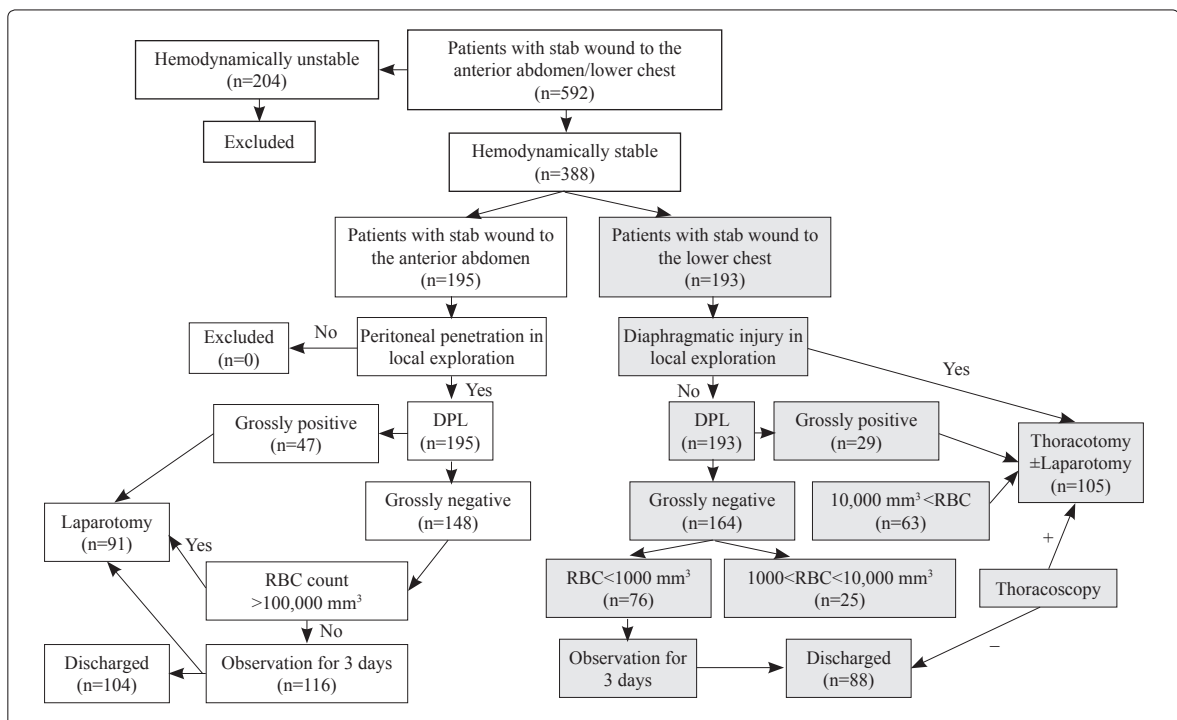 Hemodynamically unstable
(n=204)
Patients with stab wound to the
anterior abdomen/lower chest
(n=592)
Excluded
Hemodynamically stable
(n=388)
Patients with stab wound to
the anterior abdomen
(n=195)
Patients with stab wound to
the lower chest
(n=193)
Excluded
(n=0)
No
Peritoneal penetration in
local exploration
Diaphragmatic injury in
local exploration
Yes
Yes
No
Grossly positive
(n=47)
DPL
(n=195)
DPL
(n=193)
Grossly positive
(n=29)
Thoracotomy
±Laparotomy
(n=105)
Grossly negative
(n=148)
Grossly negative
(n=164)
10,000 mm³<RBC
(n=63)
Laparotomy
(n=91)
Yes
+
RBC count
>100,000 mm³
RBC<1000 mm³
(n=76)
1000<RBC<10,000 mm³
(n=25)
Thoracoscopy
No
–
Discharged
(n=104)
Observation for 3 days
(n=116)
Observation for
3 days
Discharged
(n=88)